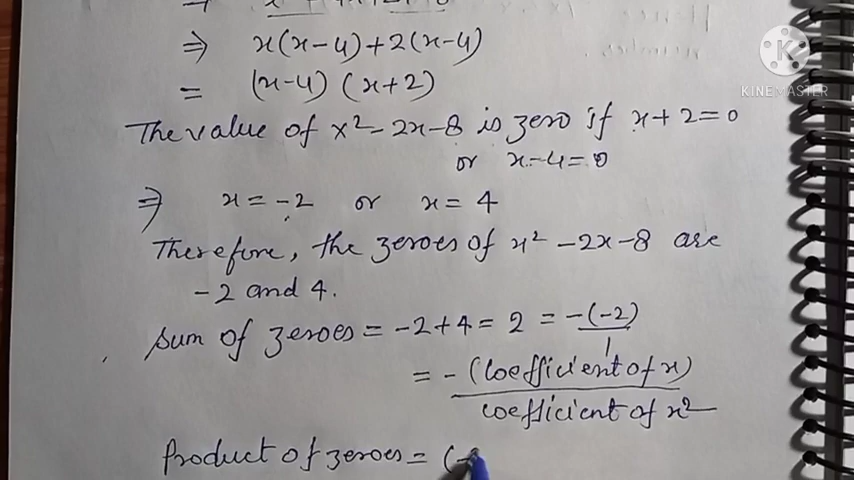 ⇒ x(x-4)+2(x-4)
= (x-4) (x+2)
The value of x²-2x-8 is zero if x+2=0
or x-4=0
⇒ x = -2 or x = 4
Therefore, the zeroes of x² -2x-8 are
-2 and 4.
Sum of zeroes = -2+4 = 2 = -(-2)
1
= - (Coefficient of x)
coefficient of x²
Product of zeroes = (-
KINEMASTER